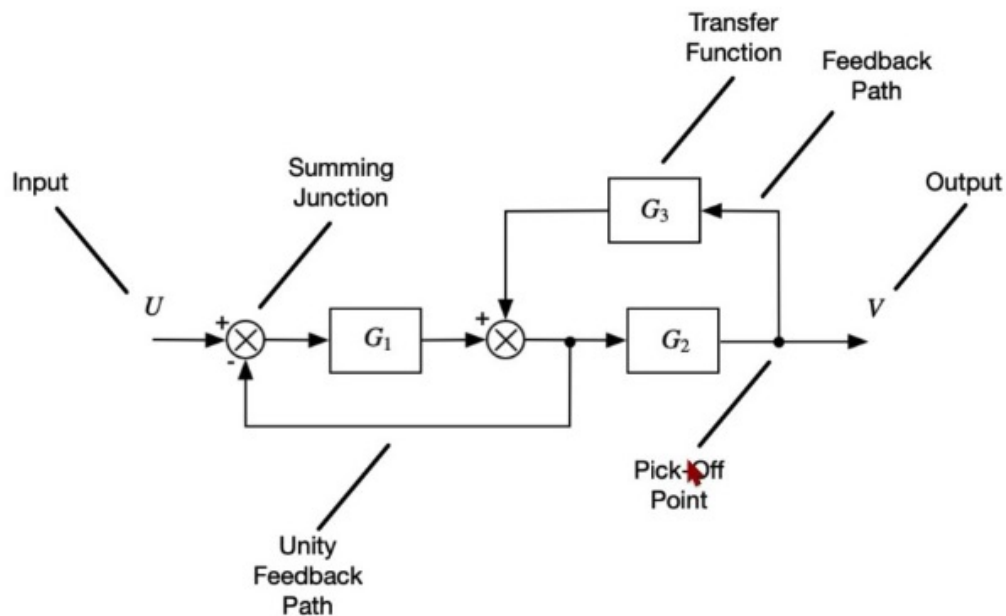 Transfer
Function
Feedback
Path
Input
Summing
Junction
Output
G₃
U
V
+
-
G₁
+
G₂
Pick-Off
Point
Unity
Feedback
Path